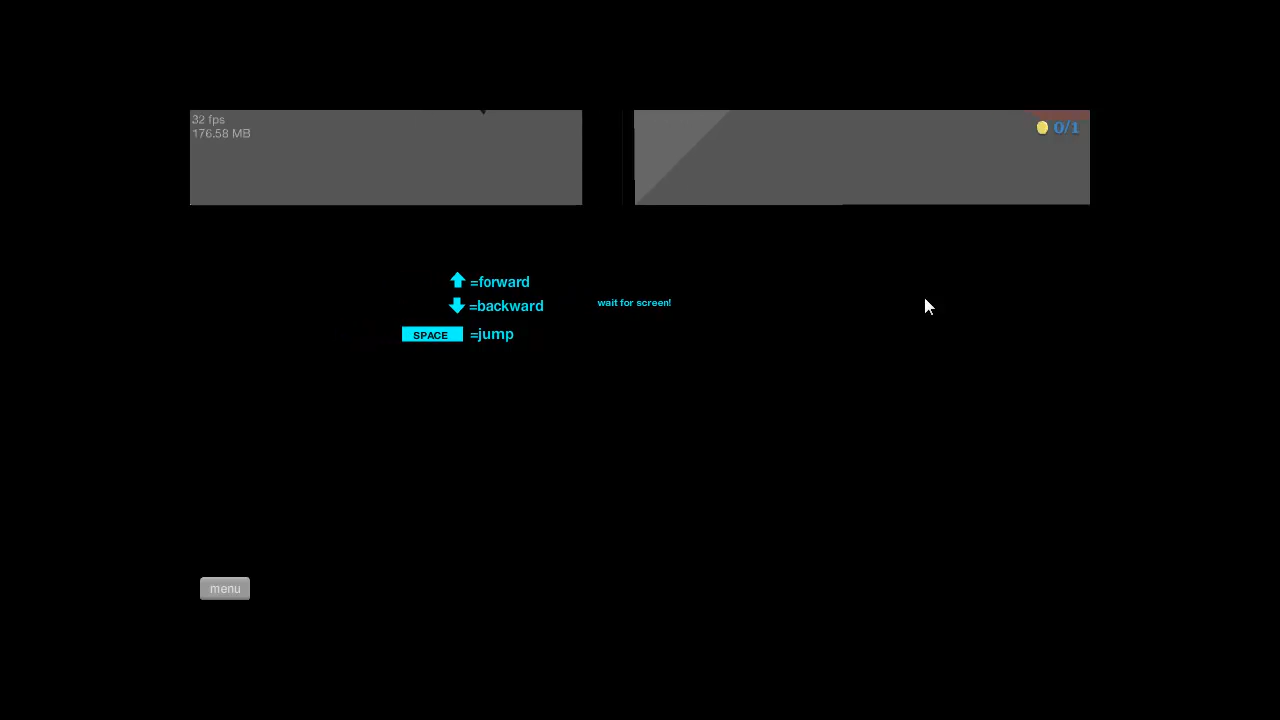 32 fps
176.58 MB
0/1
=forward
=backward
wait for screen!
SPACE =jump
menu